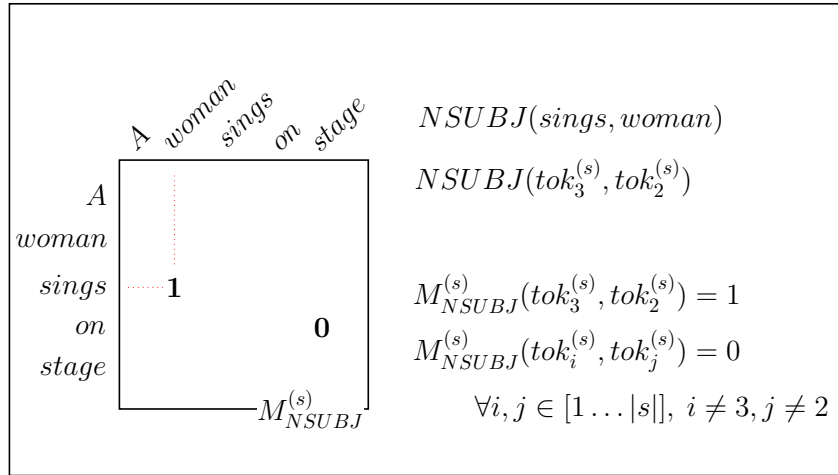 A woman sings on stage
NSUBJ(sings, woman)
NSUBJ(tok_3^{(s)}, tok_2^{(s)})
A
woman
sings 1
on 0
stage
M_{NSUBJ}^{(s)}
M_{NSUBJ}^{(s)}(tok_3^{(s)}, tok_2^{(s)}) = 1
M_{NSUBJ}^{(s)}(tok_i^{(s)}, tok_j^{(s)}) = 0
∀i, j ∈ [1 … |s|], i ≠ 3, j ≠ 2